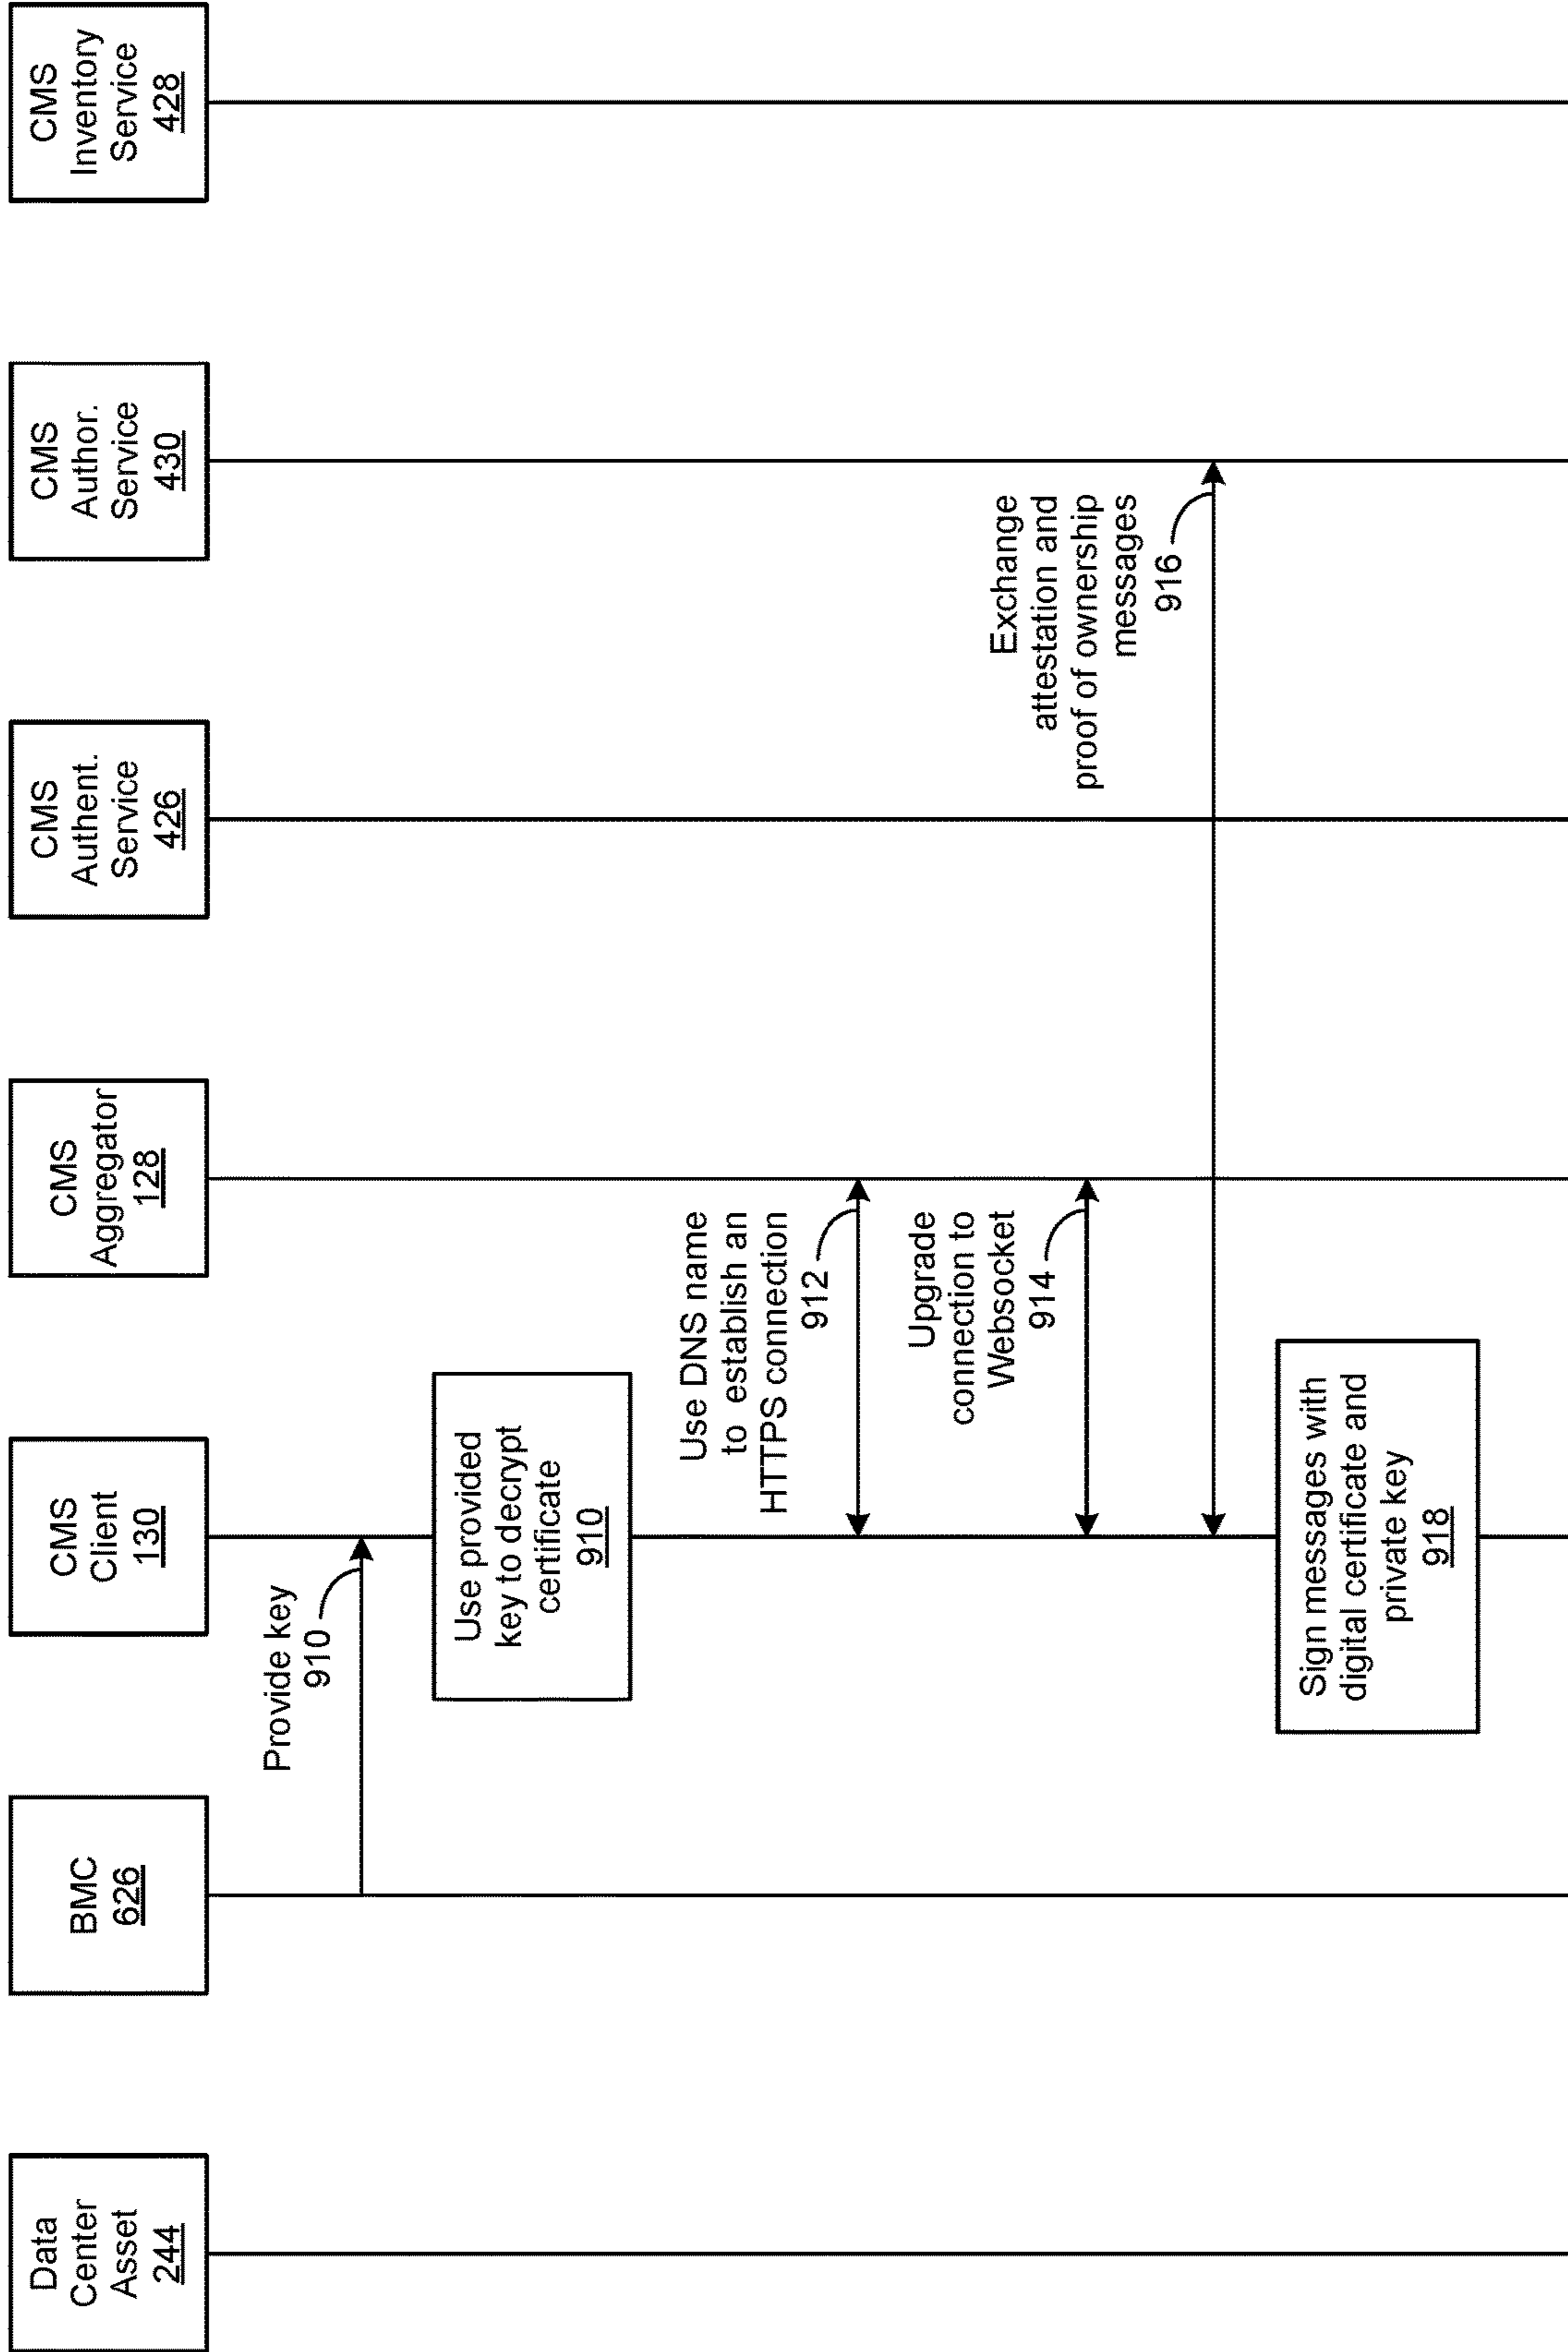 Data
Center
Asset
244
BMC
626
CMS
Client
130
CMS
Aggregator
128
CMS
Authent.
Service
426
CMS
Author.
Service
430
CMS
Inventory
Service
428
Provide key
910
Use provided
key to decrypt
certificate
910
Use DNS name
to establish an
HTTPS connection
912
Upgrade
connection to
Websocket
914
Exchange
attestation and
proof of ownership
messages
916
Sign messages with
digital certificate and
private key
918